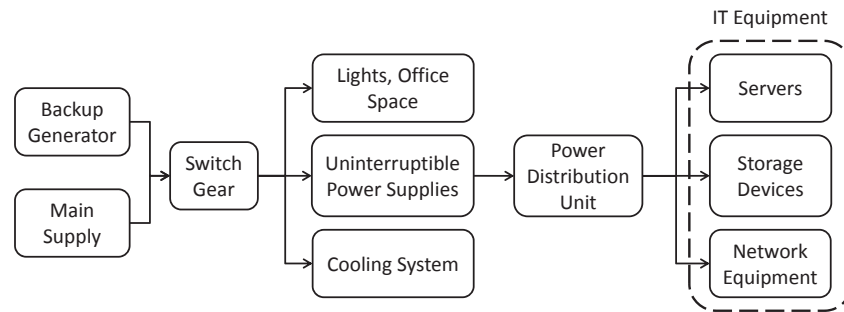 IT Equipment
Backup
Generator
Main
Supply
Switch
Gear
Lights, Office
Space
Uninterruptible
Power Supplies
Cooling System
Power
Distribution
Unit
Servers
Storage
Devices
Network
Equipment